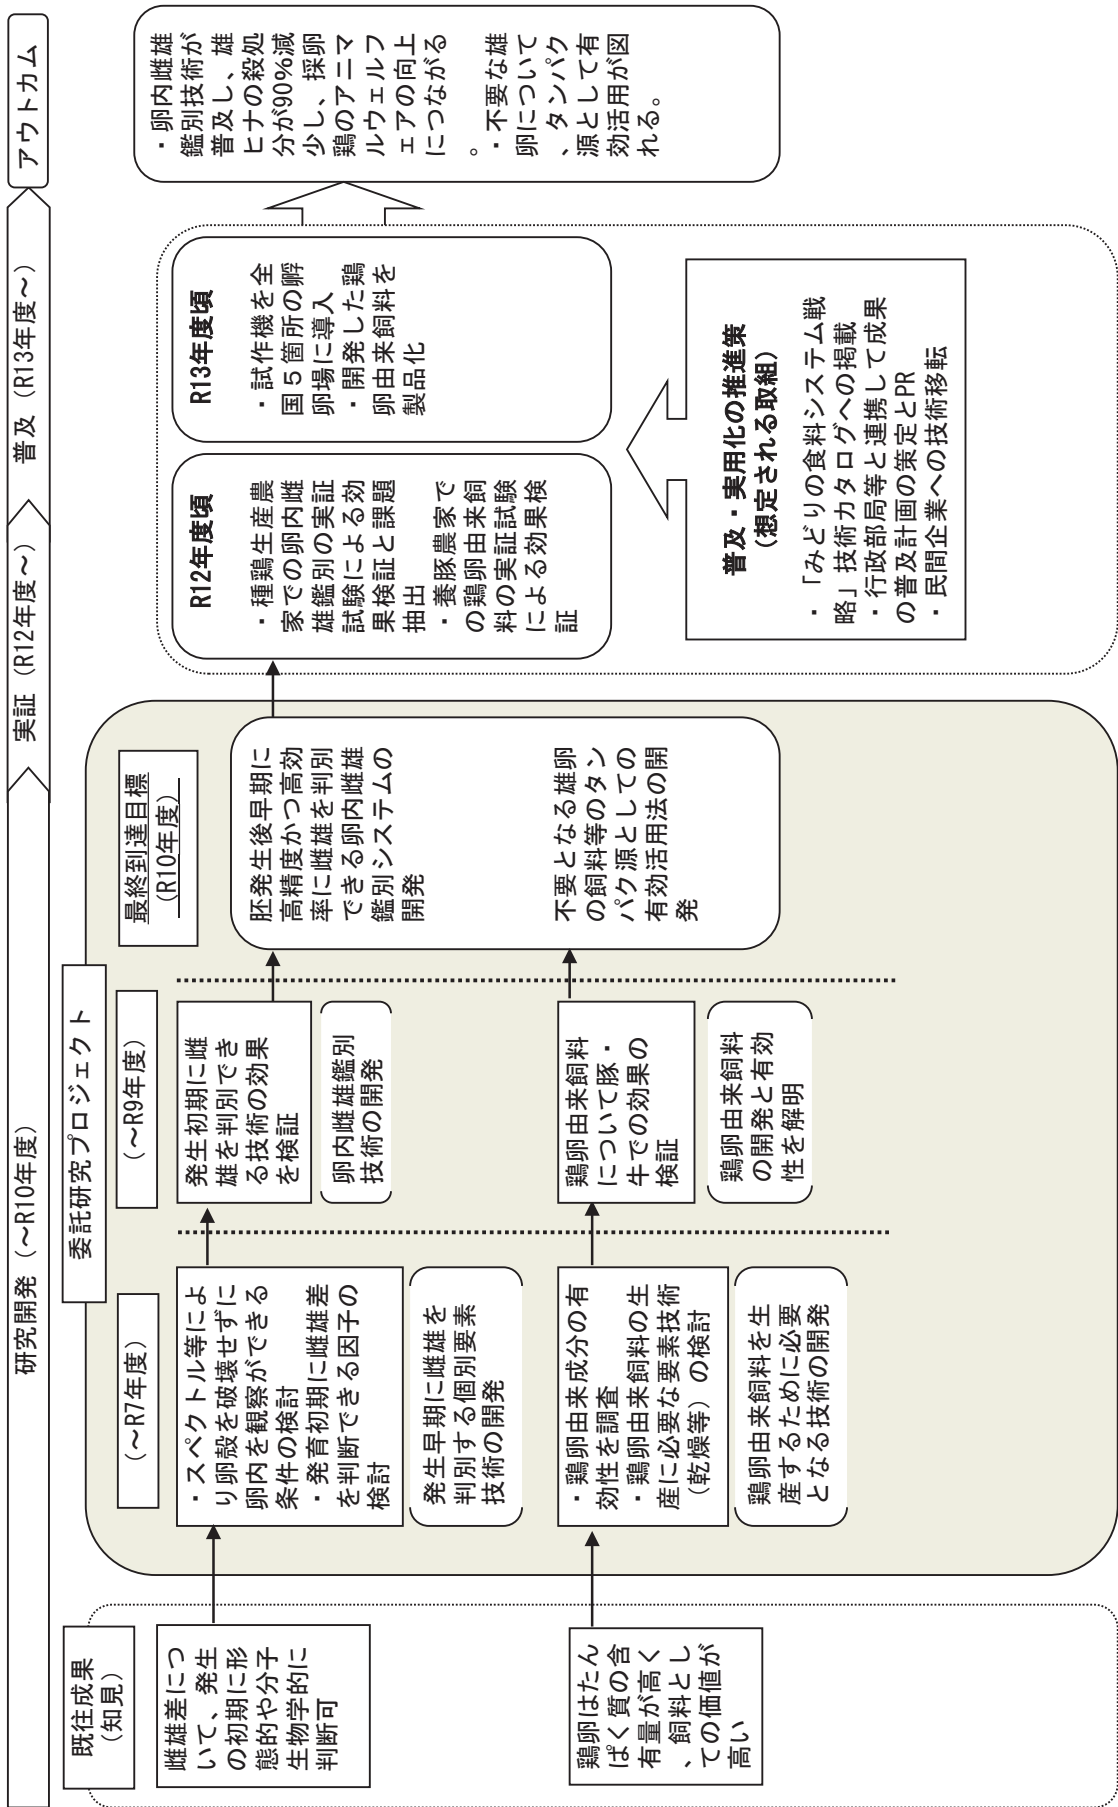 研究開発（～R10年度）
実証（R12年度～）
普及（R13年度～）
アウトカム
既往成果
（知見）
雌雄差につ
いて、発生
の初期に形
態的や分子
生物学的に
判断可
鶏卵はたん
ぱく質の含
有量が高く
、飼料とし
ての価値が
高い
委託研究プロジェクト
（～R7年度）
・スペクトル等によ
り卵殻を破壊せずに
卵内を観察ができる
条件の検討
・発育初期に雌雄差
を判断できる因子の
検討
発生早期に雌雄を
判別する個別要素
技術の開発
・鶏卵由来成分の有
効性を調査
・鶏卵由来飼料の生
産に必要な要素技術
（乾燥等）の検討
鶏卵由来飼料を生
産するために必要
となる技術の開発
（～R9年度）
発生初期に雌
雄を判別でき
る技術の効果
を検証
卵内雌雄鑑別
技術の開発
鶏卵由来飼料
について豚・
牛での効果の
検証
鶏卵由来飼料
の開発と有効
性を解明
最終到達目標
（R10年度）
胚発生後早期に
高精度かつ高効
率に雌雄を判別
できる卵内雌雄
鑑別システムの
開発
不要となる雄卵
の飼料等のタン
パク源としての
有効活用法の開
発
R12年度頃
・種鶏生産農
家での卵内雌
雄鑑別の実証
試験による効
果検証と課題
抽出
・養豚農家で
の鶏卵由来飼
料の実証試験
による効果検
証
R13年度頃
・試作機を全
国５箇所の孵
卵場に導入
・開発した鶏
卵由来飼料を
製品化
普及・実用化の推進策
（想定される取組）
・「みどりの食料システム戦
略」技術カタログへの掲載
・行政部局等と連携して成果
の普及計画の策定とPR
・民間企業への技術移転
・卵内雌雄
鑑別技術が
普及し、雄
ヒナの殺処
分が90%減
少し、採卵
鶏のアニマ
ルウェルフ
ェアの向上
につながる
。
・不要な雄
卵について
、タンパク
源として有
効活用が図
れる。